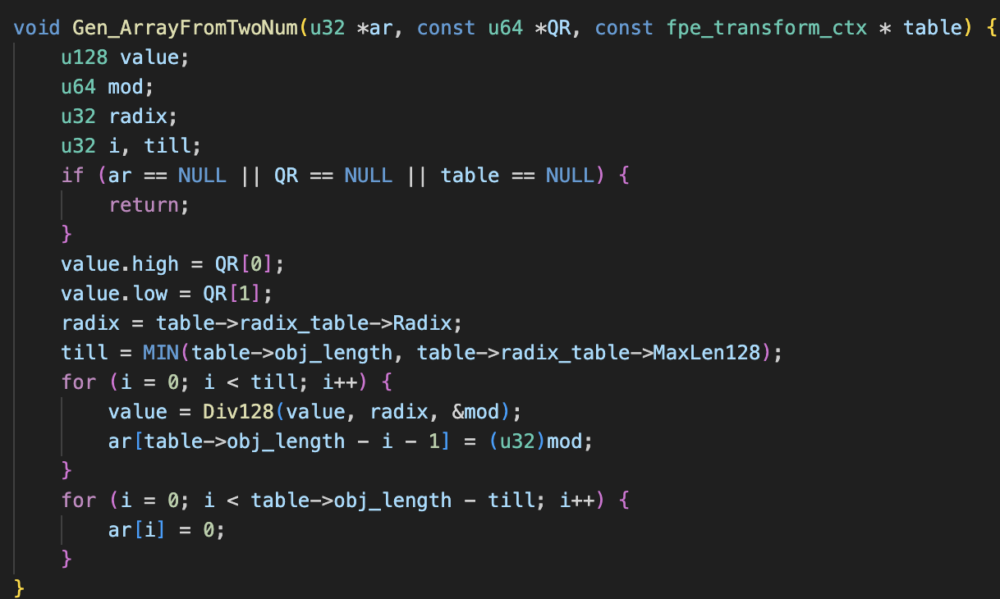 void Gen_ArrayFromTwoNum(u32 *ar, const u64 *QR, const fpe_transform_ctx * table) {
    u128 value;
    u64 mod;
    u32 radix;
    u32 i, till;
    if (ar == NULL || QR == NULL || table == NULL) {
        return;
    }
    value.high = QR[0];
    value.low = QR[1];
    radix = table->radix_table->Radix;
    till = MIN(table->obj_length, table->radix_table->MaxLen128);
    for (i = 0; i < till; i++) {
        value = Div128(value, radix, &mod);
        ar[table->obj_length - i - 1] = (u32)mod;
    }
    for (i = 0; i < table->obj_length - till; i++) {
        ar[i] = 0;
    }
}